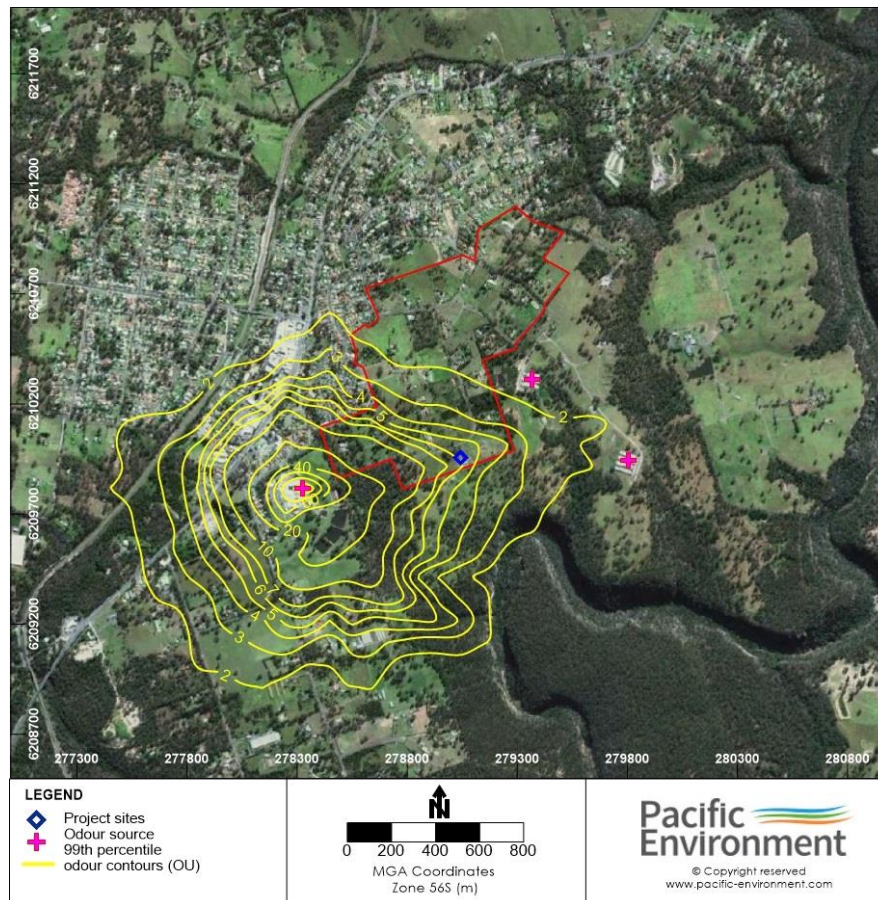 6211700
6211200
6210700
6210200
6209700
6209200
6208700
2
2
4
5
2
40
20
10
7
6
5
4
3
2
277300
277800
278300
278800
279300
279800
280300
280800
LEGEND
Project sites
Odour source
99th percentile
odour contours (OU)
N
0 200 400 600 800
MGA Coordinates
Zone 56S (m)
Pacific
Environment
© Copyright reserved
www.pacific-environment.com